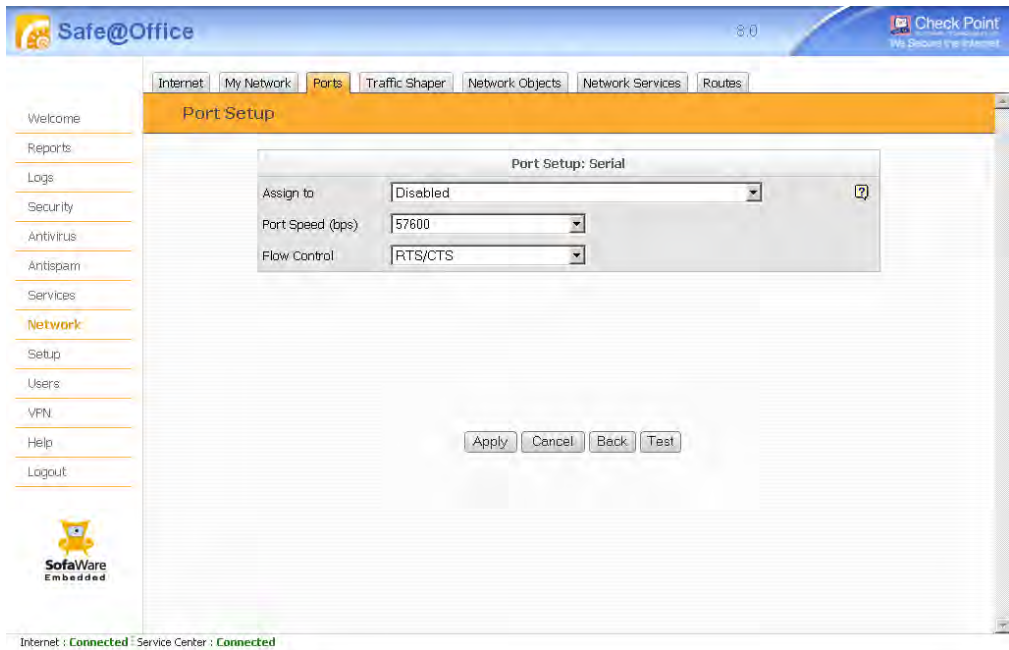 Safe@Office
8.0
Check Point
We Secure the Internet
Internet My Network Ports Traffic Shaper Network Objects Network Services Routes
Port Setup
Welcome
Reports
Logs
Security
Antivirus
Antispam
Services
Network
Setup
Users
VPN
Help
Logout
Port Setup: Serial
Assign to Disabled ?
Port Speed (bps) 57600
Flow Control RTS/CTS
Apply Cancel Back Test
SofaWare
Embedded
Internet : Connected Service Center : Connected